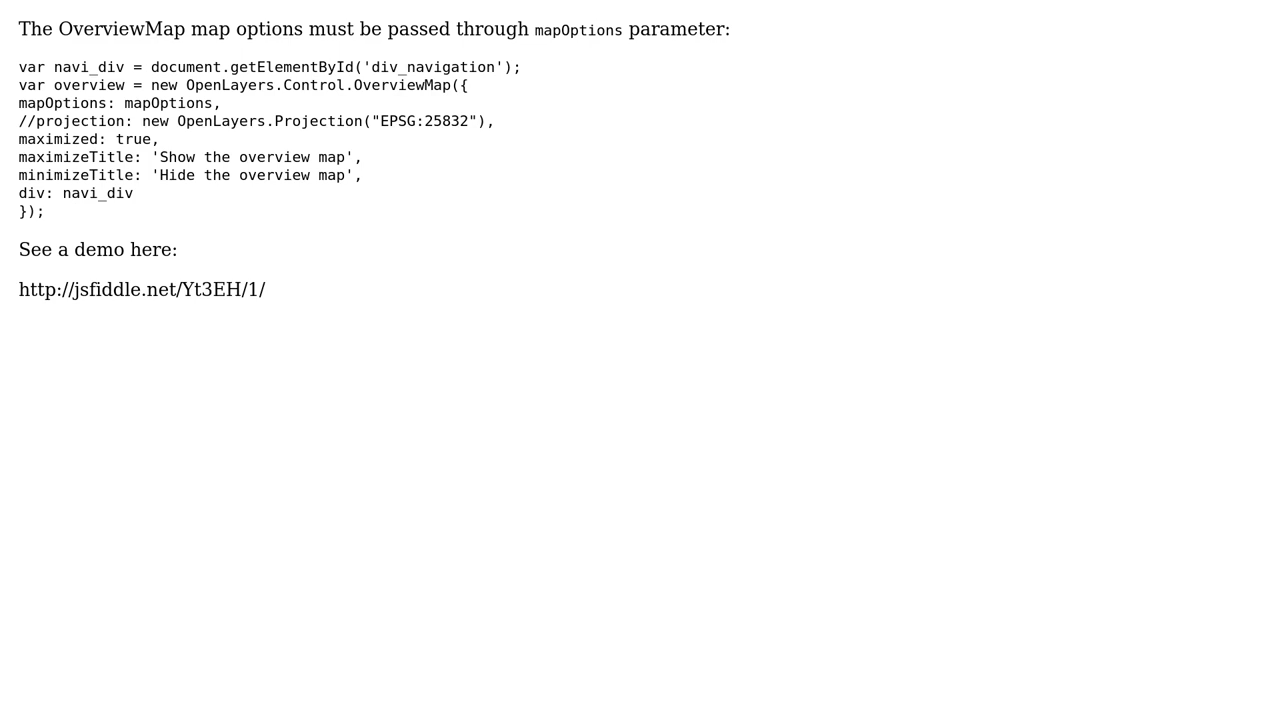 The OverviewMap map options must be passed through mapOptions parameter:
var navi_div = document.getElementById('div_navigation');
var overview = new OpenLayers.Control.OverviewMap({
mapOptions: mapOptions,
//projection: new OpenLayers.Projection("EPSG:25832"),
maximized: true,
maximizeTitle: 'Show the overview map',
minimizeTitle: 'Hide the overview map',
div: navi_div
});
See a demo here:
http://jsfiddle.net/Yt3EH/1/